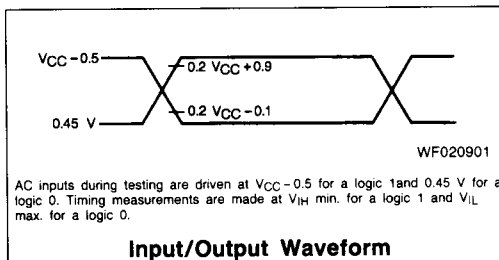 VCC – 0.5
0.2 VCC + 0.9
0.2 VCC – 0.1
0.45 V
WF020901
AC inputs during testing are driven at VCC – 0.5 for a logic 1and 0.45 V for a
logic 0. Timing measurements are made at VIH min. for a logic 1 and VIL
max. for a logic 0.
Input/Output Waveform